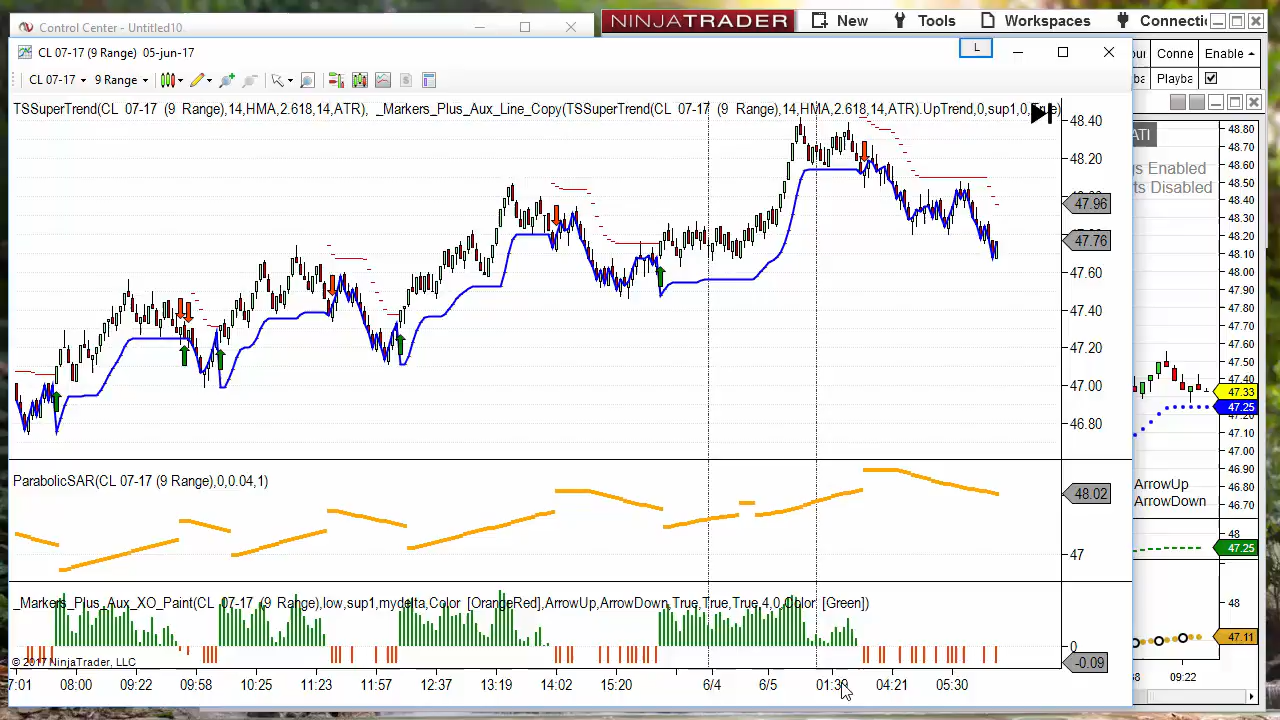 Control Center - Untitled10
NINJATRADER
New
Tools
Workspaces
Connecti
CL 07-17 (9 Range) 05-jun-17
L
Conne
Enable
CL 07-17
9 Range
Playba
TSSuperTrend(CL 07-17 (9 Range),14,HMA,2.618,14,ATR), _Markers_Plus_Aux_Line_Copy(TSSuperTrend(CL 07-17 (9 Range),14,HMA,2.618,14,ATR).UpTrend,0,sup1,0,True)
48.40
48.20
47.96
47.76
47.60
47.40
47.20
47.00
46.80
ATI
gs Enabled
ts Disabled
48.80
48.70
48.60
48.50
48.40
48.30
48.20
48.10
48.00
47.90
47.80
47.70
47.60
47.50
47.40
47.33
47.25
47.20
47.10
47.00
46.90
46.80
46.70
ArrowUp
ArrowDown
ParabolicSAR(CL 07-17 (9 Range),0,0.04,1)
48.02
47
48
47.25
48
47.11
_Markers_Plus_Aux_XO_Paint(CL 07-17 (9 Range),low,sup1,mydelta,Color [OrangeRed],ArrowUp,ArrowDown,True,True,True,4,0,Color [Green])
0
-0.09
© 2017 NinjaTrader, LLC
7:01
08:00
09:22
09:58
10:25
11:23
11:57
12:37
13:19
14:02
15:20
6/4
6/5
01:30
04:21
05:30
09:22